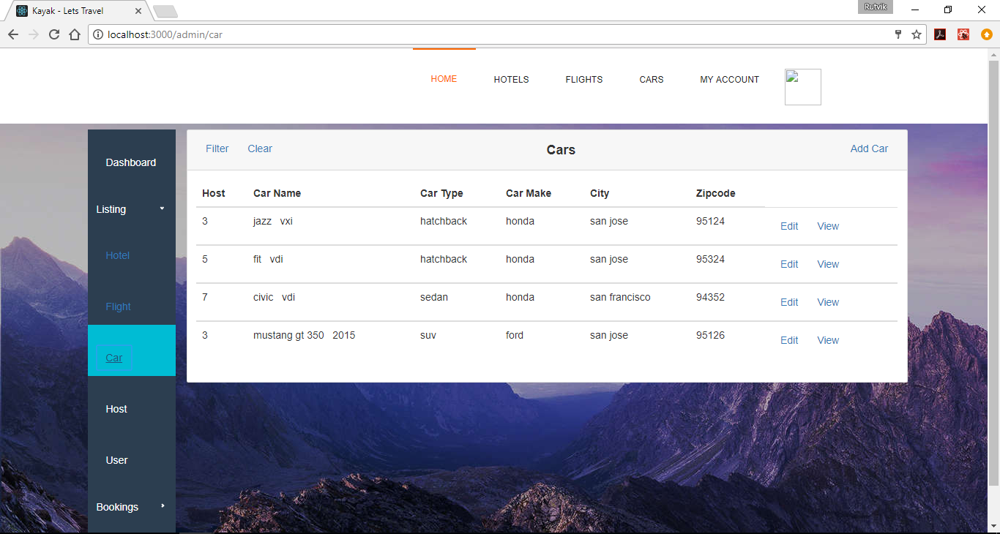 Kayak - Lets Travel
Rutvik
localhost:3000/admin/car
HOME HOTELS FLIGHTS CARS MY ACCOUNT
Dashboard
Listing
Hotel
Flight
Car
Host
User
Bookings
Filter Clear Cars Add Car
Host Car Name Car Type Car Make City Zipcode
3 jazz vxi hatchback honda san jose 95124 Edit View
5 fit vdi hatchback honda san jose 95324 Edit View
7 civic vdi sedan honda san francisco 94352 Edit View
3 mustang gt 350 2015 suv ford san jose 95126 Edit View